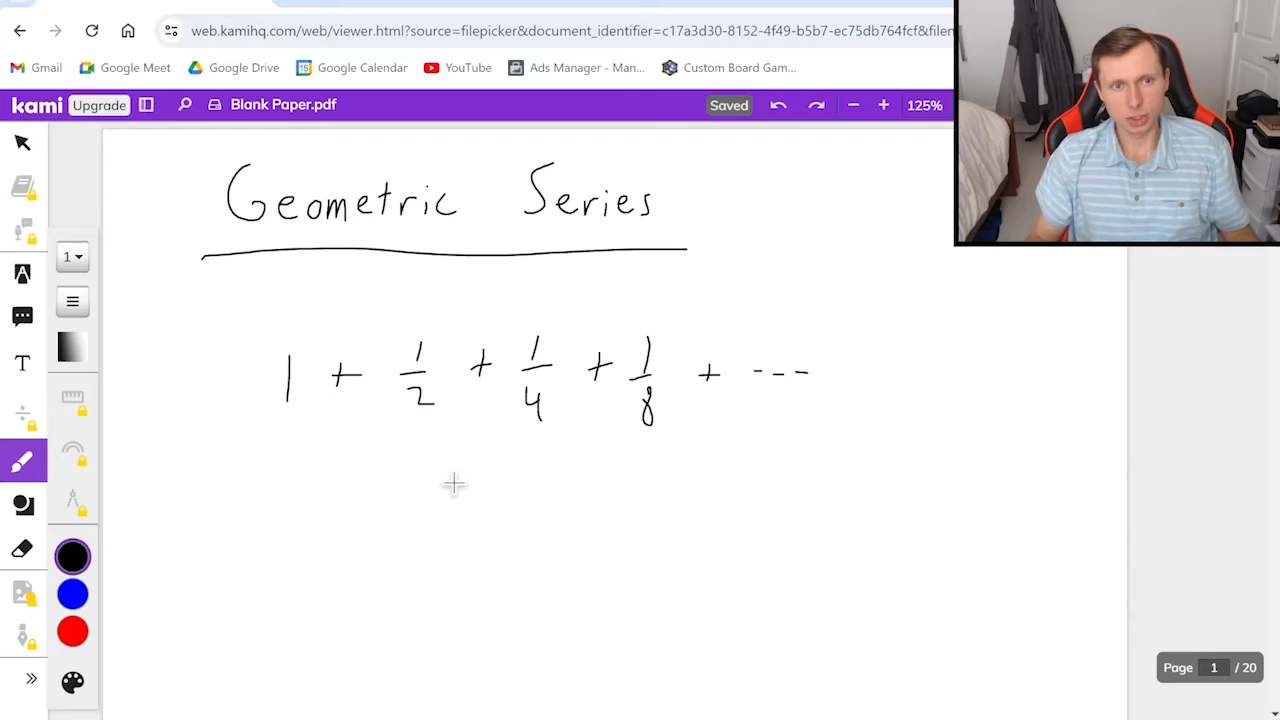 web.kamihq.com/web/viewer.html?source=filepicker&document_identifier=c17a3d30-8152-4f49-b5b7-ec75db764fcf&filen
Gmail Google Meet Google Drive Google Calendar YouTube Ads Manager - Man... Custom Board Gam...
kami Upgrade Blank Paper.pdf Saved 125%
Geometric Series
1
1 + 1/2 + 1/4 + 1/8 + ---
T
Page 1 / 20